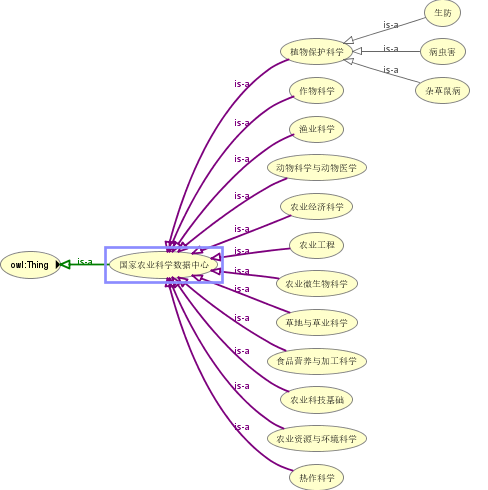 生防
is-a
植物保护科学
is-a
病虫害
is-a
杂草鼠病
is-a
作物科学
is-a
渔业科学
is-a
动物科学与动物医学
is-a
农业经济科学
is-a
农业工程
is-a
owl:Thing
is-a
国家农业科学数据中心
is-a
农业微生物科学
is-a
草地与草业科学
is-a
食品营养与加工科学
is-a
农业科技基础
is-a
农业资源与环境科学
is-a
热作科学